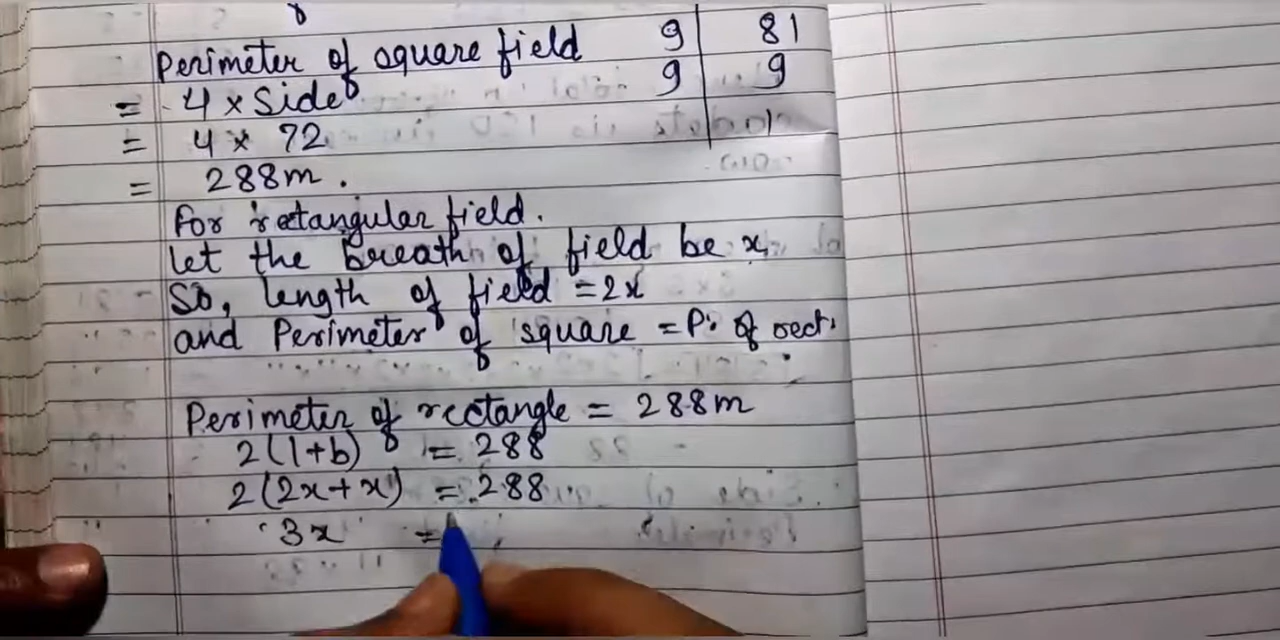 Perimeter of square field 9 | 81
= 4 × Side 9 | 9
= 4 × 72 1
= 288m.
For rectangular field.
Let the breath of field be x,
So, length of field = 2x
and Perimeter of square = P. of rect.
Perimeter of rectangle = 288m
2(l+b) = 288
2(2x+x) = 288
3x =